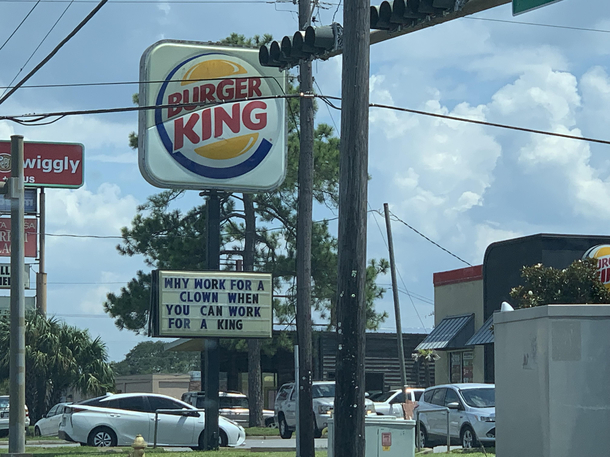 BURGER
KING
wiggly
WHY WORK FOR A
CLOWN WHEN
YOU CAN WORK
FOR A KING